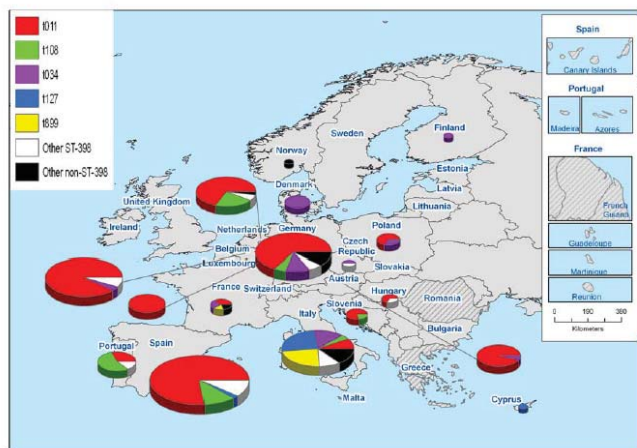 t011
t108
t034
t127
t899
Other ST-398
Other non-ST-398
Spain
Canary Islands
Portugal
Madeira
Azores
France
French Guiana
Guadeloupe
Martinique
Reunion
0 190 380
Kilometers
Finland
Sweden
Norway
Estonia
Latvia
Lithuania
Denmark
United Kingdom
Ireland
Netherlands
Germany
Poland
Belgium
Czech
Republic
Luxembourg
Slovakia
Austria
France
Switzerland
Hungary
Slovenia
Romania
Italy
Bulgaria
Portugal
Spain
Greece
Malta
Cyprus